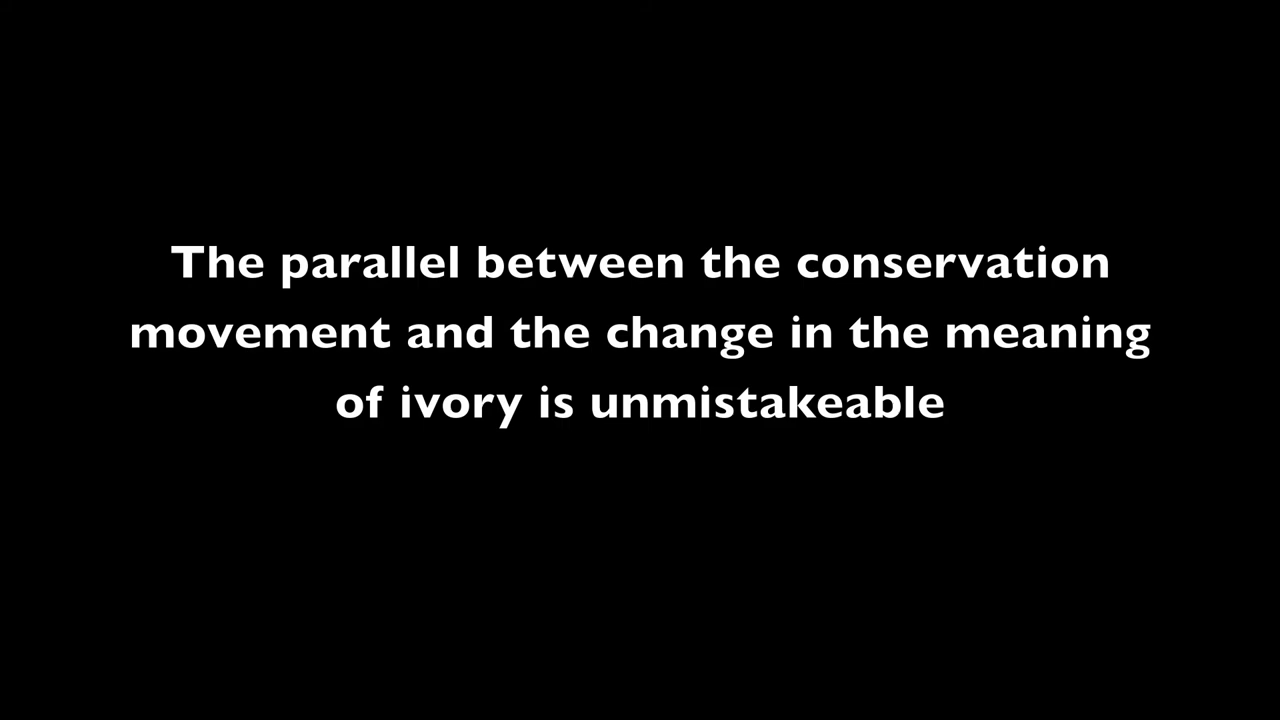 The parallel between the conservation
movement and the change in the meaning
of ivory is unmistakeable